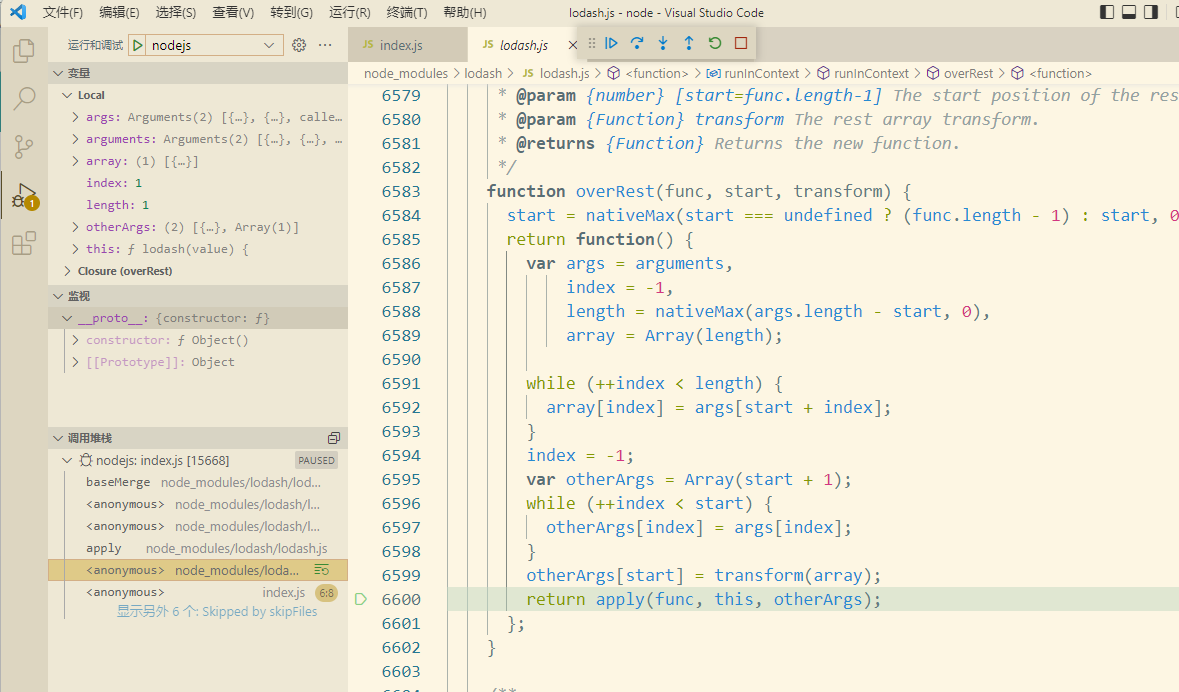 文件(F) 编辑(E) 选择(S) 查看(V) 转到(G) 运行(R) 终端(T) 帮助(H) lodash.js - node - Visual Studio Code
运行和调试 nodejs
JS index.js
JS lodash.js
node_modules > lodash > JS lodash.js > <function> > runInContext > runInContext > overRest > <function>
变量
Local
args: Arguments(2) [{…}, {…}, calle…
arguments: Arguments(2) [{…}, {…}, …
array: (1) [{…}]
index: 1
length: 1
otherArgs: (2) [{…}, Array(1)]
this: ƒ lodash(value) {
Closure (overRest)
监视
__proto__: {constructor: ƒ}
constructor: ƒ Object()
[[Prototype]]: Object
调用堆栈
nodejs: index.js [15668] PAUSED
baseMerge node_modules/lodash/lod...
<anonymous> node_modules/lodash/l...
<anonymous> node_modules/lodash/l...
apply node_modules/lodash/lodash.js
<anonymous> node_modules/loda...
<anonymous> index.js 6:8
显示另外 6 个: Skipped by skipFiles
1
6579 * @param {number} [start=func.length-1] The start position of the res
6580 * @param {Function} transform The rest array transform.
6581 * @returns {Function} Returns the new function.
6582 */
6583 function overRest(func, start, transform) {
6584 start = nativeMax(start === undefined ? (func.length - 1) : start, 0
6585 return function() {
6586 var args = arguments,
6587 index = -1,
6588 length = nativeMax(args.length - start, 0),
6589 array = Array(length);
6590
6591 while (++index < length) {
6592 array[index] = args[start + index];
6593 }
6594 index = -1;
6595 var otherArgs = Array(start + 1);
6596 while (++index < start) {
6597 otherArgs[index] = args[index];
6598 }
6599 otherArgs[start] = transform(array);
6600 return apply(func, this, otherArgs);
6601 };
6602 }
6603
/**